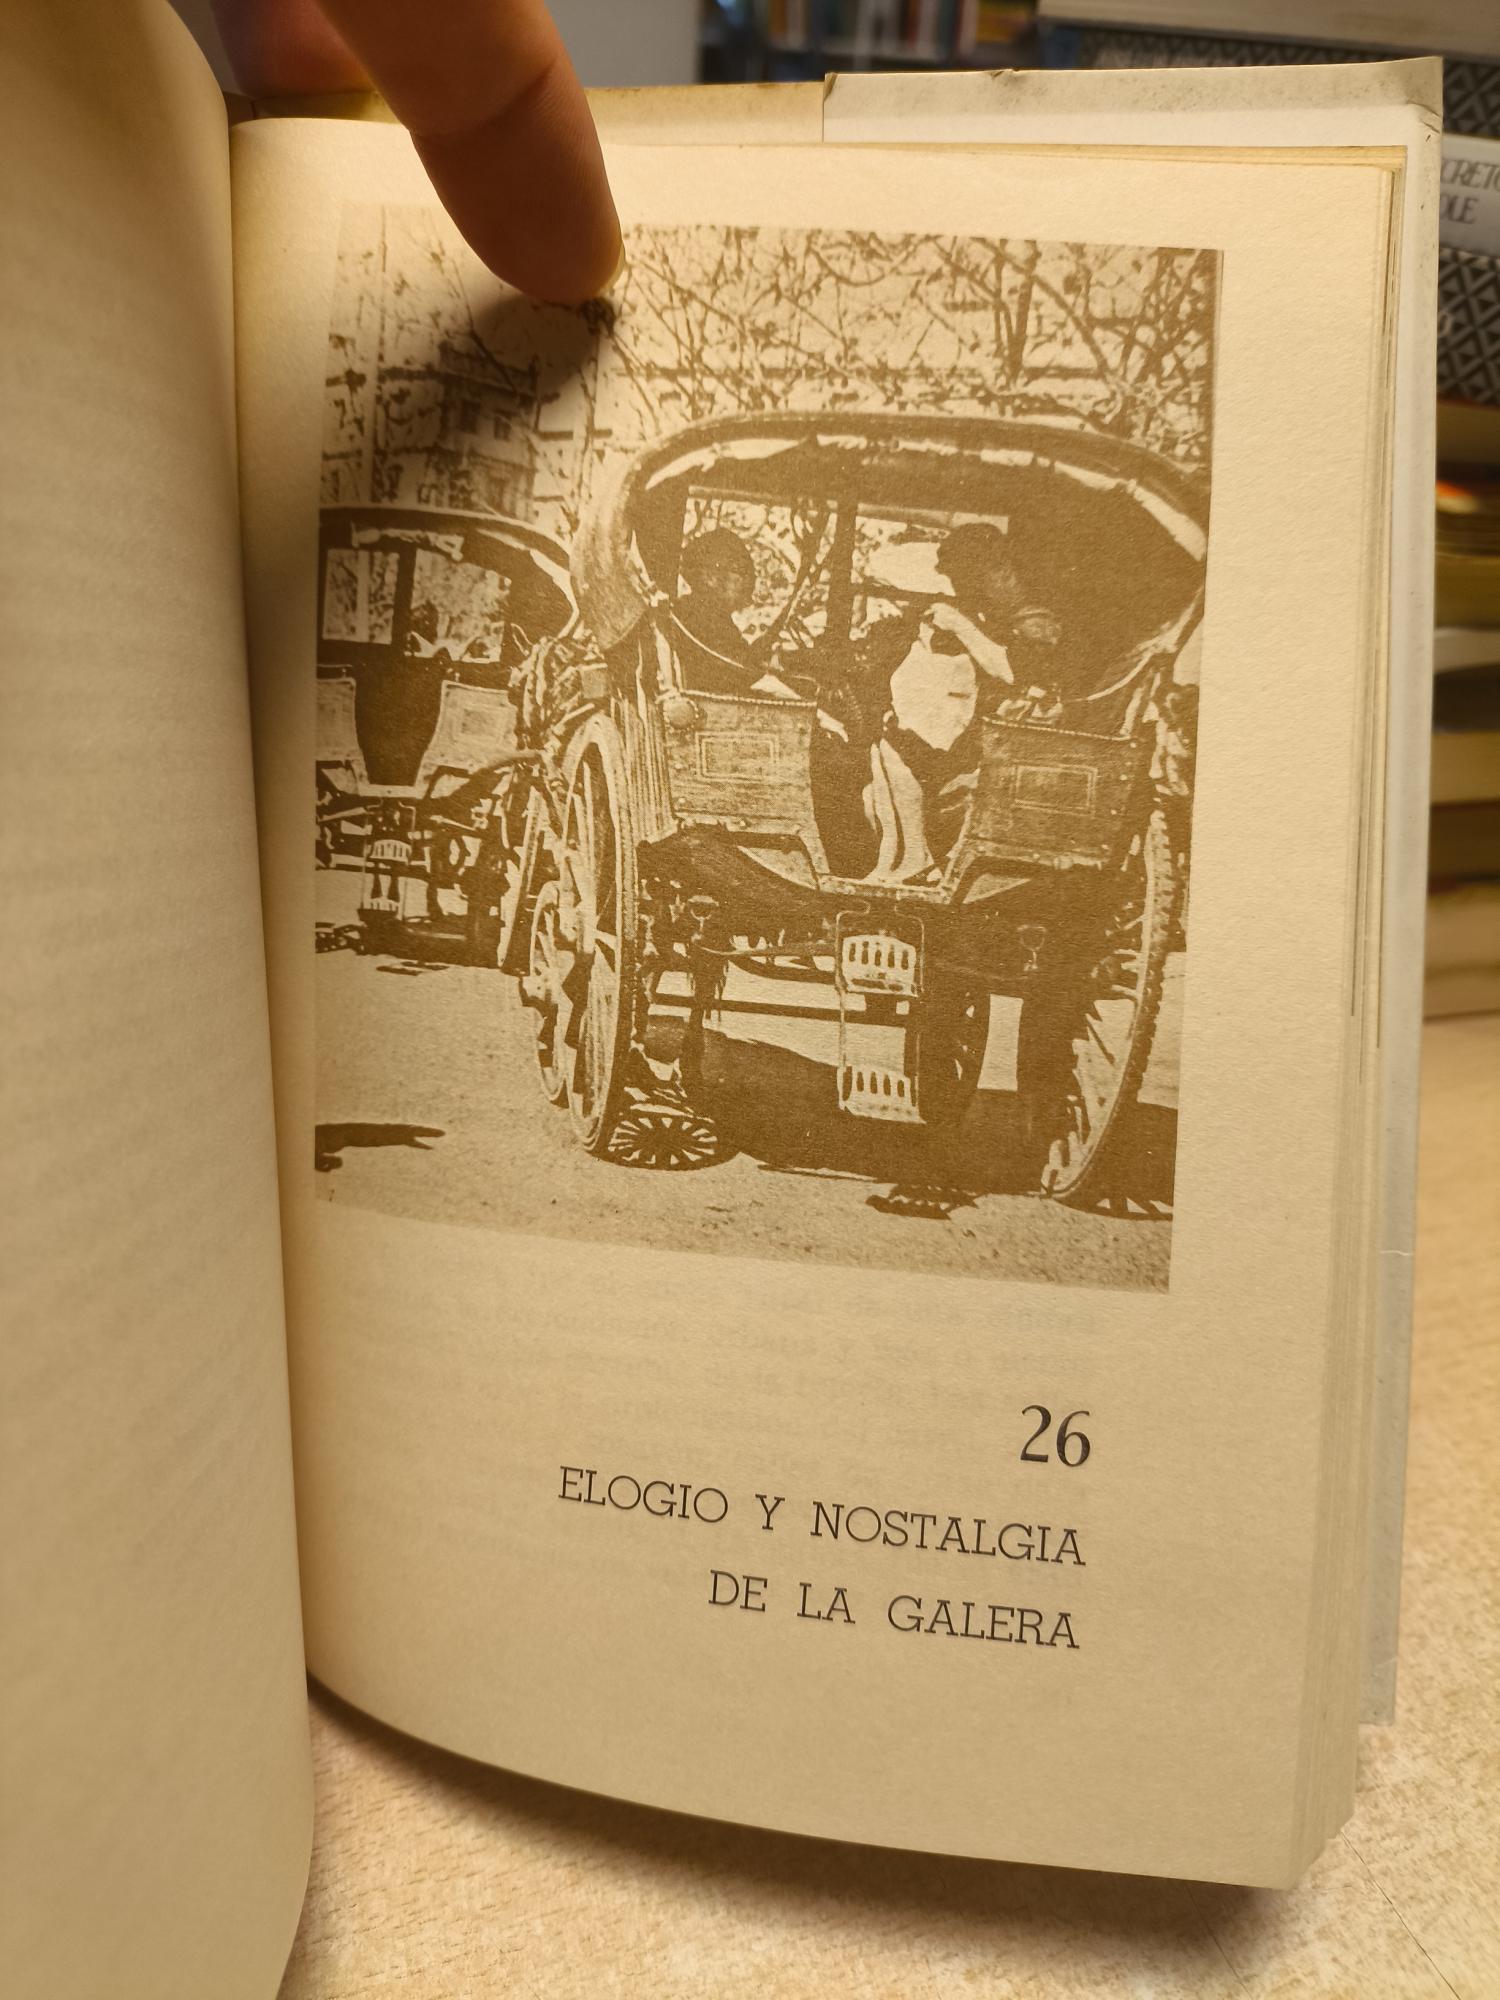 26
ELOGIO Y NOSTALGIA
DE LA GALERA